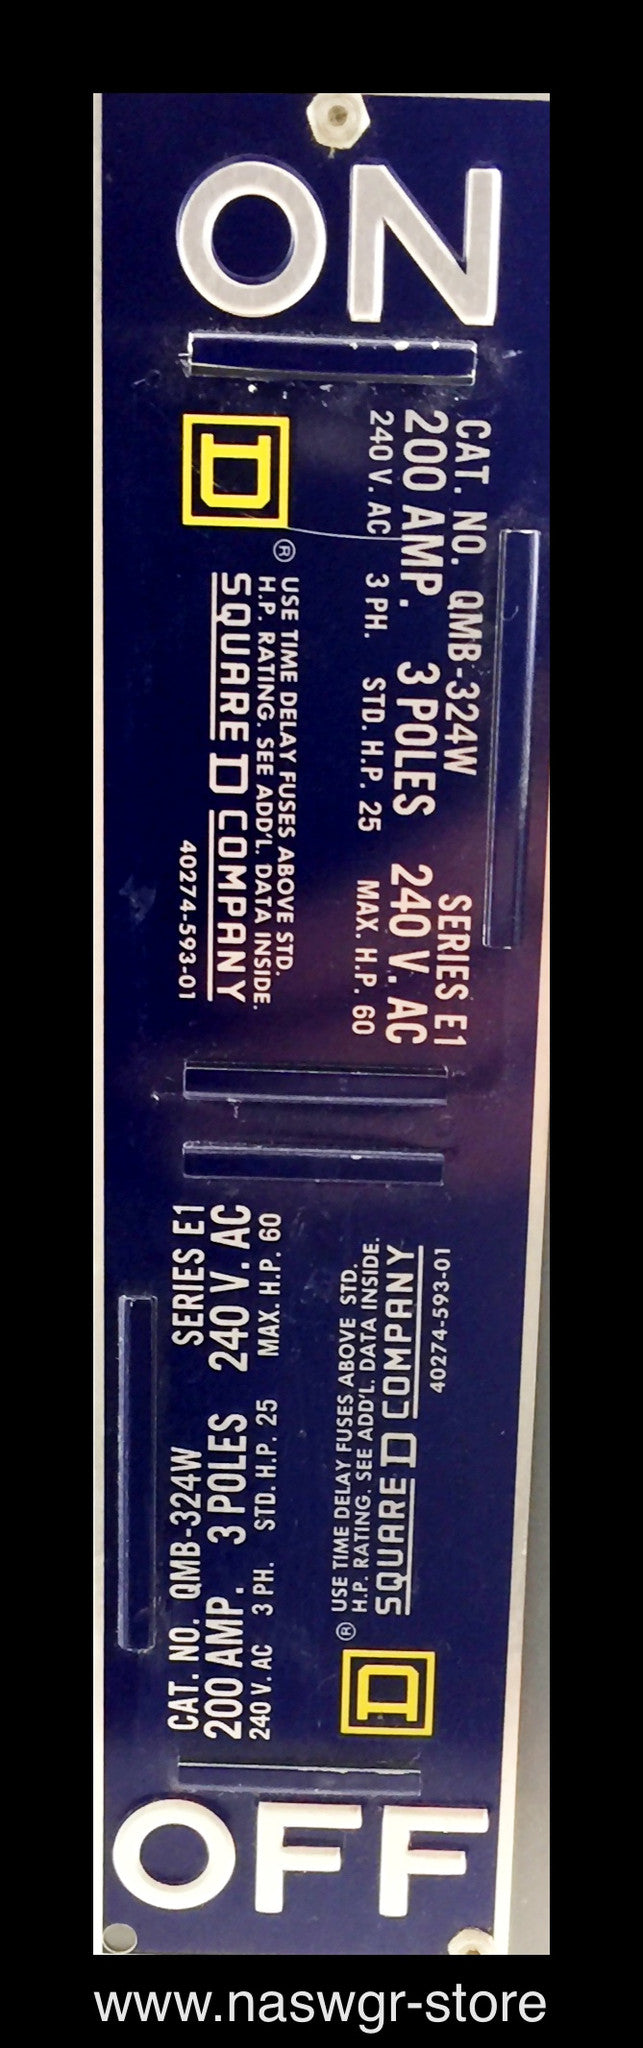 ON
CAT. NO. QMB-324W SERIES E1
200 AMP. 3 POLES 240 V. AC
240 V. AC 3 PH. STD. H.P. 25 MAX. H.P. 60
D
®
USE TIME DELAY FUSES ABOVE STD.
H.P. RATING. SEE ADD'L. DATA INSIDE.
SQUARE D COMPANY
40274-593-01
CAT. NO. QMB-324W SERIES E1
200 AMP. 3 POLES 240 V. AC
240 V. AC 3 PH. STD. H.P. 25 MAX. H.P. 60
D
®
USE TIME DELAY FUSES ABOVE STD.
H.P. RATING. SEE ADD'L. DATA INSIDE.
SQUARE D COMPANY
40274-593-01
OFF
www.naswgr-store